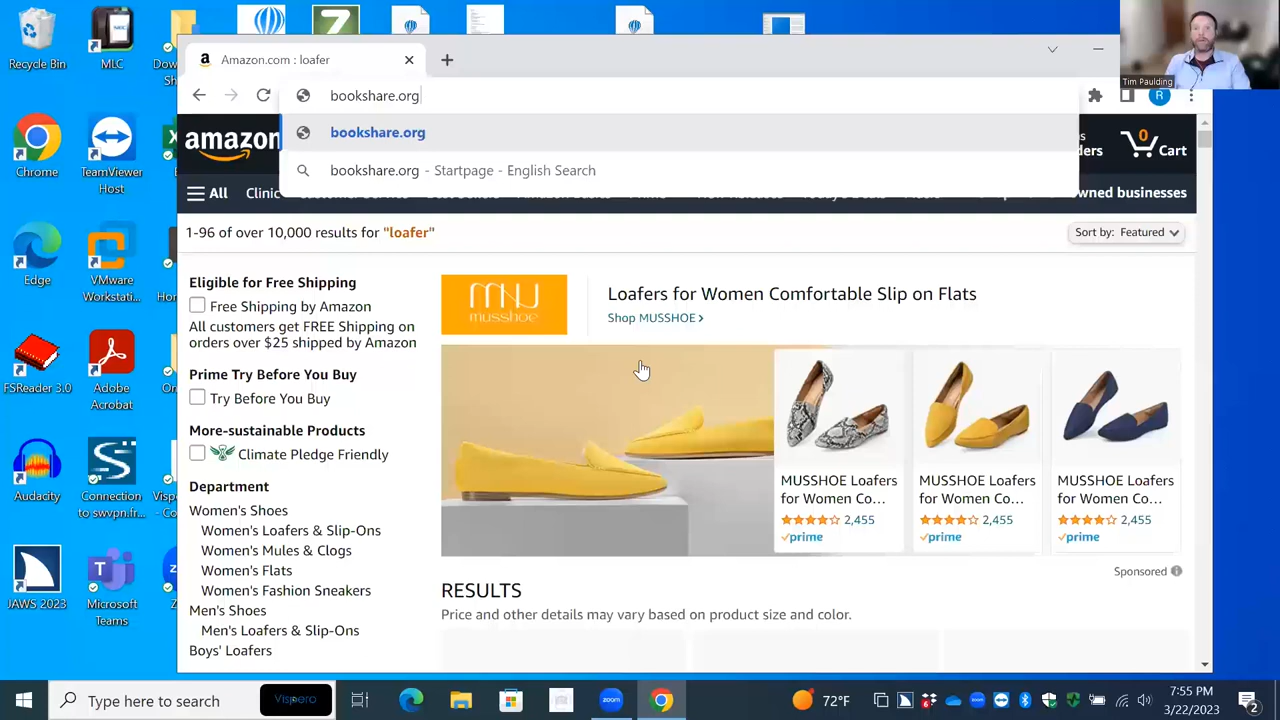 Recycle Bin
MLC
Tim Paulding
Amazon.com : loafer
bookshare.org
R
bookshare.org
bookshare.org - Startpage - English Search
amazon
0
Cart
Chrome
TeamViewer
Host
All
Clinic
owned businesses
1-96 of over 10,000 results for "loafer"
Sort by: Featured
Edge
VMware
Workstati...
Eligible for Free Shipping
Free Shipping by Amazon
All customers get FREE Shipping on
orders over $25 shipped by Amazon
Prime Try Before You Buy
Try Before You Buy
More-sustainable Products
Climate Pledge Friendly
Department
Women's Shoes
Women's Loafers & Slip-Ons
Women's Mules & Clogs
Women's Flats
Women's Fashion Sneakers
Men's Shoes
Men's Loafers & Slip-Ons
Boys' Loafers
musshoe
Loafers for Women Comfortable Slip on Flats
Shop MUSSHOE
MUSSHOE Loafers
for Women Co...
2,455
prime
MUSSHOE Loafers
for Women Co...
2,455
prime
MUSSHOE Loafers
for Women Co...
2,455
prime
Sponsored
RESULTS
Price and other details may vary based on product size and color.
FSReader 3.0
Adobe
Acrobat
Audacity
Connection
to swvpn.fr...
JAWS 2023
Microsoft
Teams
Type here to search
Vispero
zoom
72°F
7:55 PM
3/22/2023
2